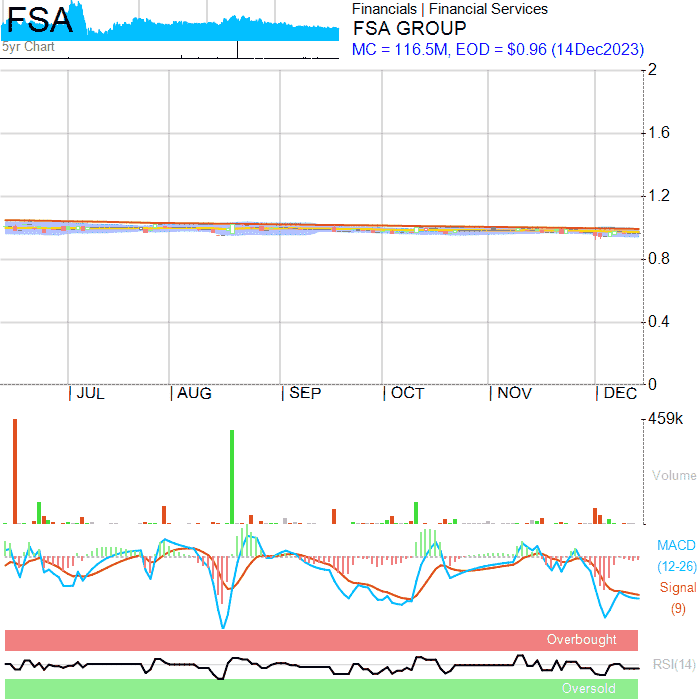 FSA
5yr Chart
Financials | Financial Services
FSA GROUP
MC = 116.5M, EOD = $0.96 (14Dec2023)
2
1.6
1.2
0.8
0.4
0
JUL AUG SEP OCT NOV DEC
459k
Volume
MACD
(12-26)
Signal
(9)
Overbought
RSI(14)
Oversold